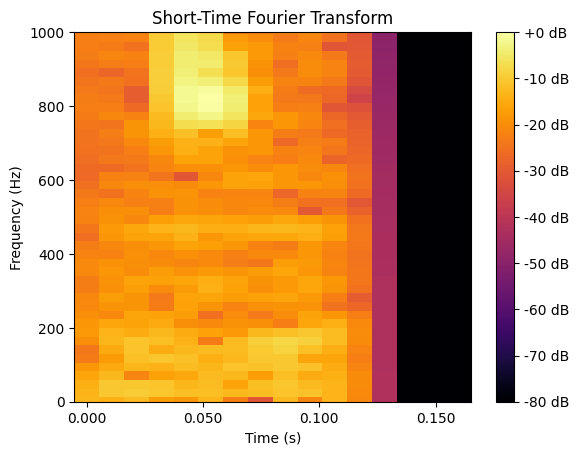 Short-Time Fourier Transform
1000
800
600
400
200
0
Frequency (Hz)
0.000
0.050
0.100
0.150
Time (s)
+0 dB
-10 dB
-20 dB
-30 dB
-40 dB
-50 dB
-60 dB
-70 dB
-80 dB